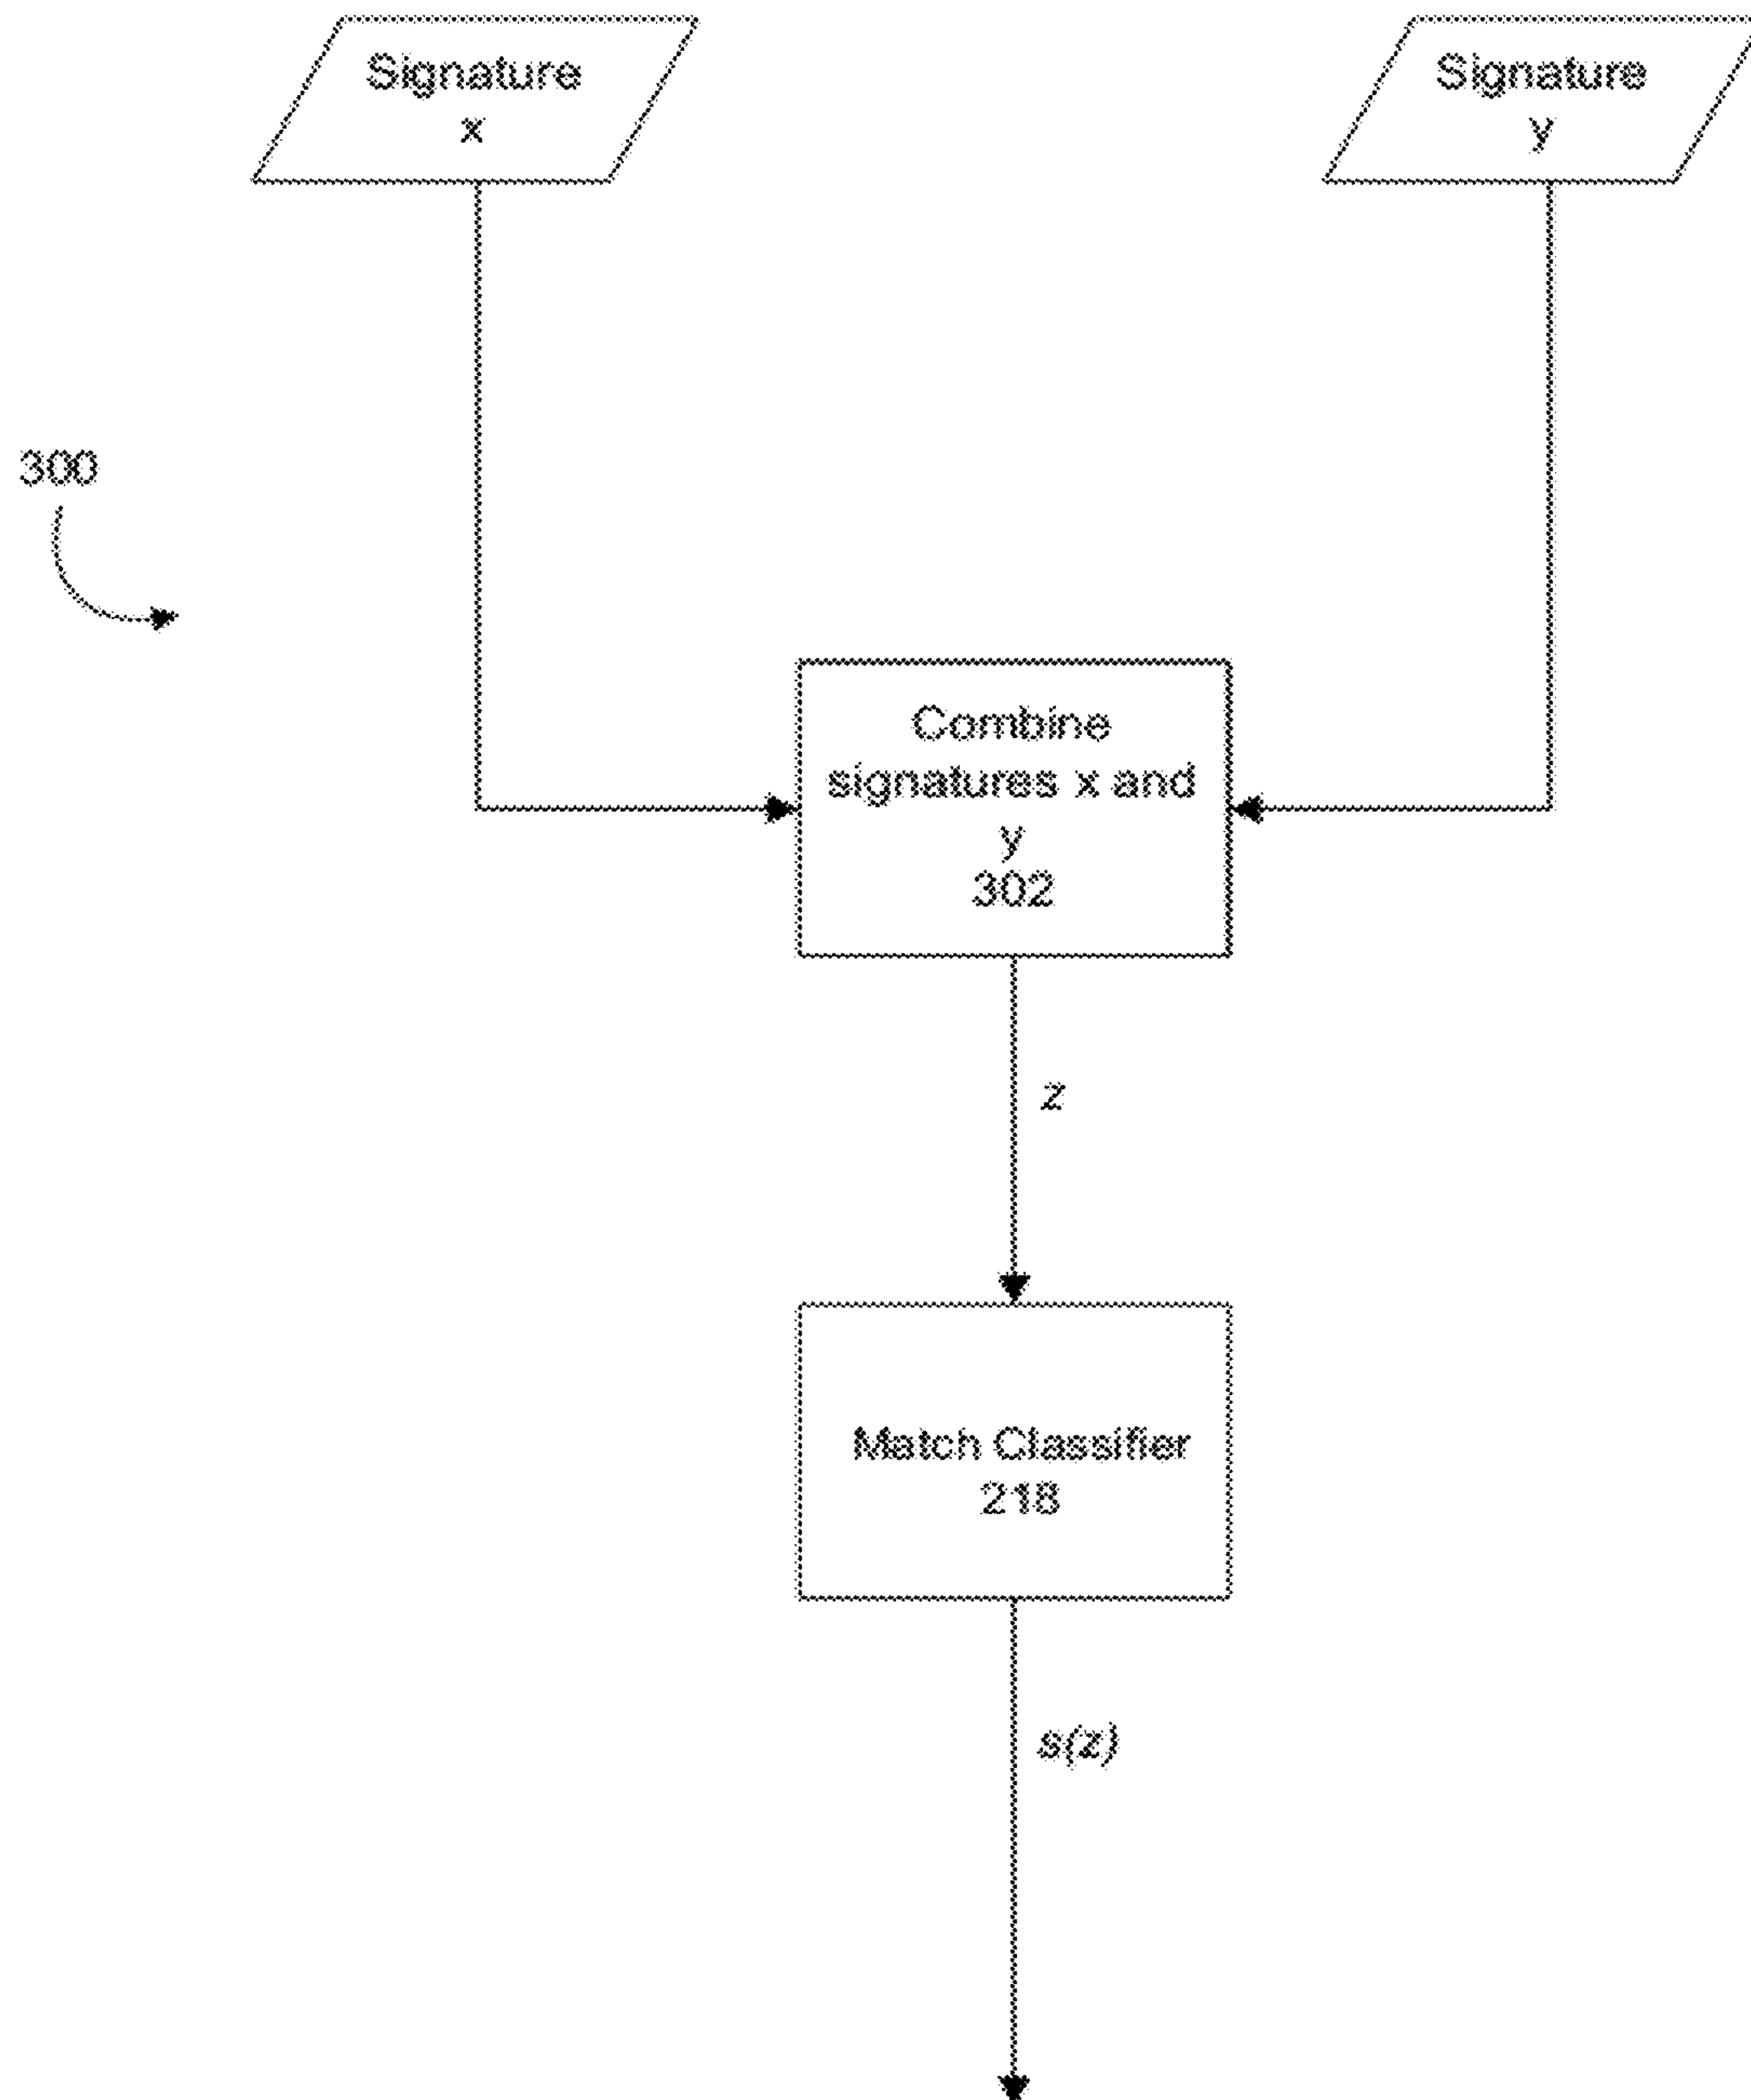 Signature
x
Signature
y
300
Combine
signatures x and
y
302
z
Match Classifier
218
s(z)